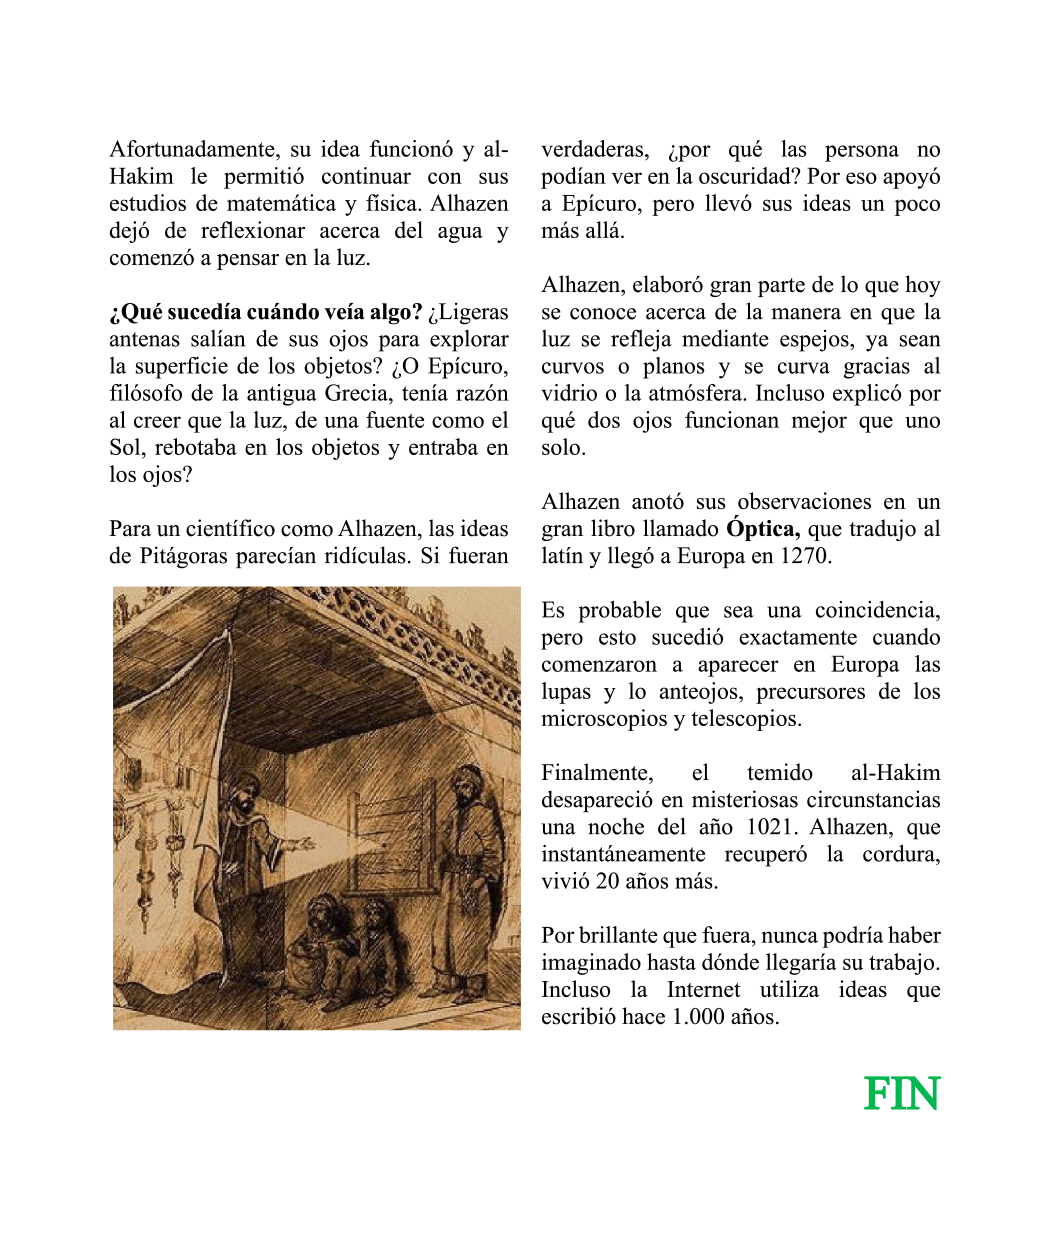 Afortunadamente, su idea funcionó y al-
Hakim le permitió continuar con sus
estudios de matemática y física. Alhazen
dejó de reflexionar acerca del agua y
comenzó a pensar en la luz.
¿Qué sucedía cuándo veía algo? ¿Ligeras
antenas salían de sus ojos para explorar
la superficie de los objetos? ¿O Epícuro,
filósofo de la antigua Grecia, tenía razón
al creer que la luz, de una fuente como el
Sol, rebotaba en los objetos y entraba en
los ojos?
Para un científico como Alhazen, las ideas
de Pitágoras parecían ridículas. Si fueran
verdaderas, ¿por qué las persona no
podían ver en la oscuridad? Por eso apoyó
a Epícuro, pero llevó sus ideas un poco
más allá.
Alhazen, elaboró gran parte de lo que hoy
se conoce acerca de la manera en que la
luz se refleja mediante espejos, ya sean
curvos o planos y se curva gracias al
vidrio o la atmósfera. Incluso explicó por
qué dos ojos funcionan mejor que uno
solo.
Alhazen anotó sus observaciones en un
gran libro llamado Óptica, que tradujo al
latín y llegó a Europa en 1270.
Es probable que sea una coincidencia,
pero esto sucedió exactamente cuando
comenzaron a aparecer en Europa las
lupas y lo anteojos, precursores de los
microscopios y telescopios.
Finalmente, el temido al-Hakim
desapareció en misteriosas circunstancias
una noche del año 1021. Alhazen, que
instantáneamente recuperó la cordura,
vivió 20 años más.
Por brillante que fuera, nunca podría haber
imaginado hasta dónde llegaría su trabajo.
Incluso la Internet utiliza ideas que
escribió hace 1.000 años.
FIN